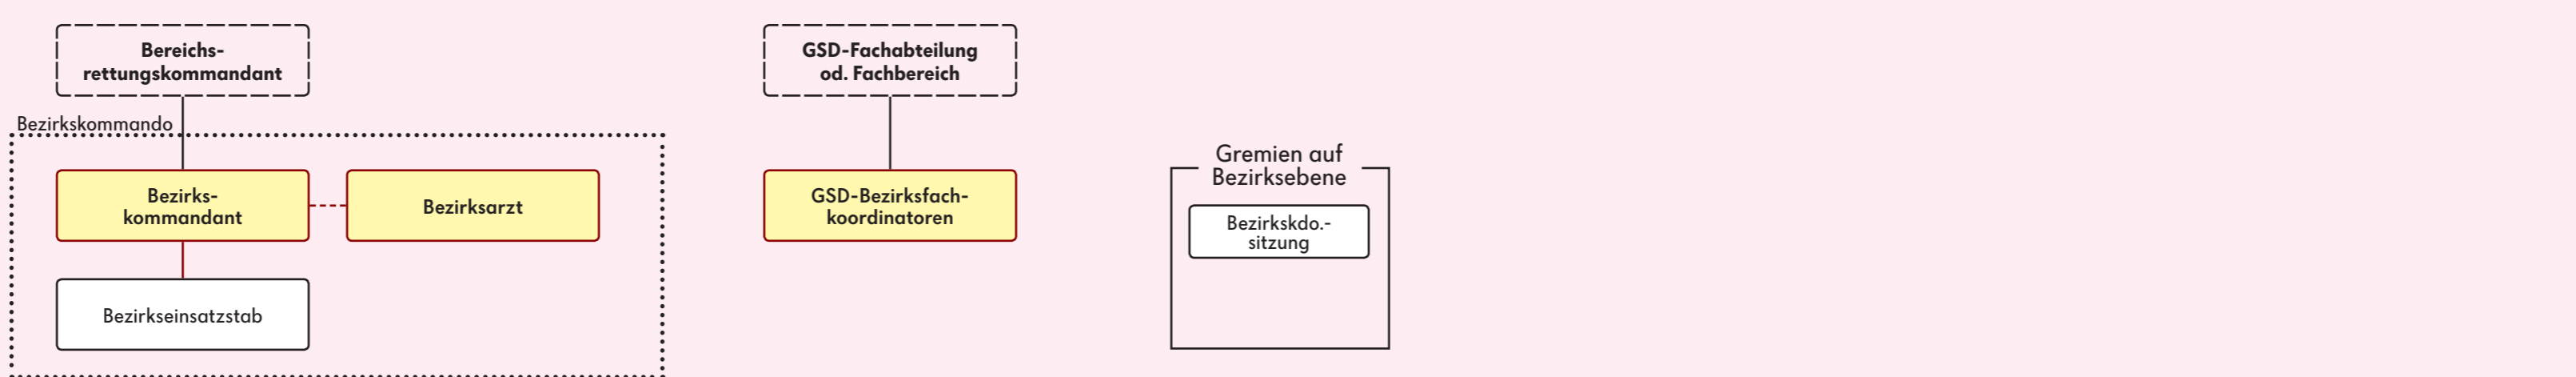 Bereichs-
rettungskommandant
GSD-Fachabteilung
od. Fachbereich
Bezirkskommando
Bezirks-
kommandant
Bezirksarzt
GSD-Bezirksfach-
koordinatoren
Gremien auf
Bezirksebene
Bezirkskdo.-
sitzung
Bezirkseinsatzstab